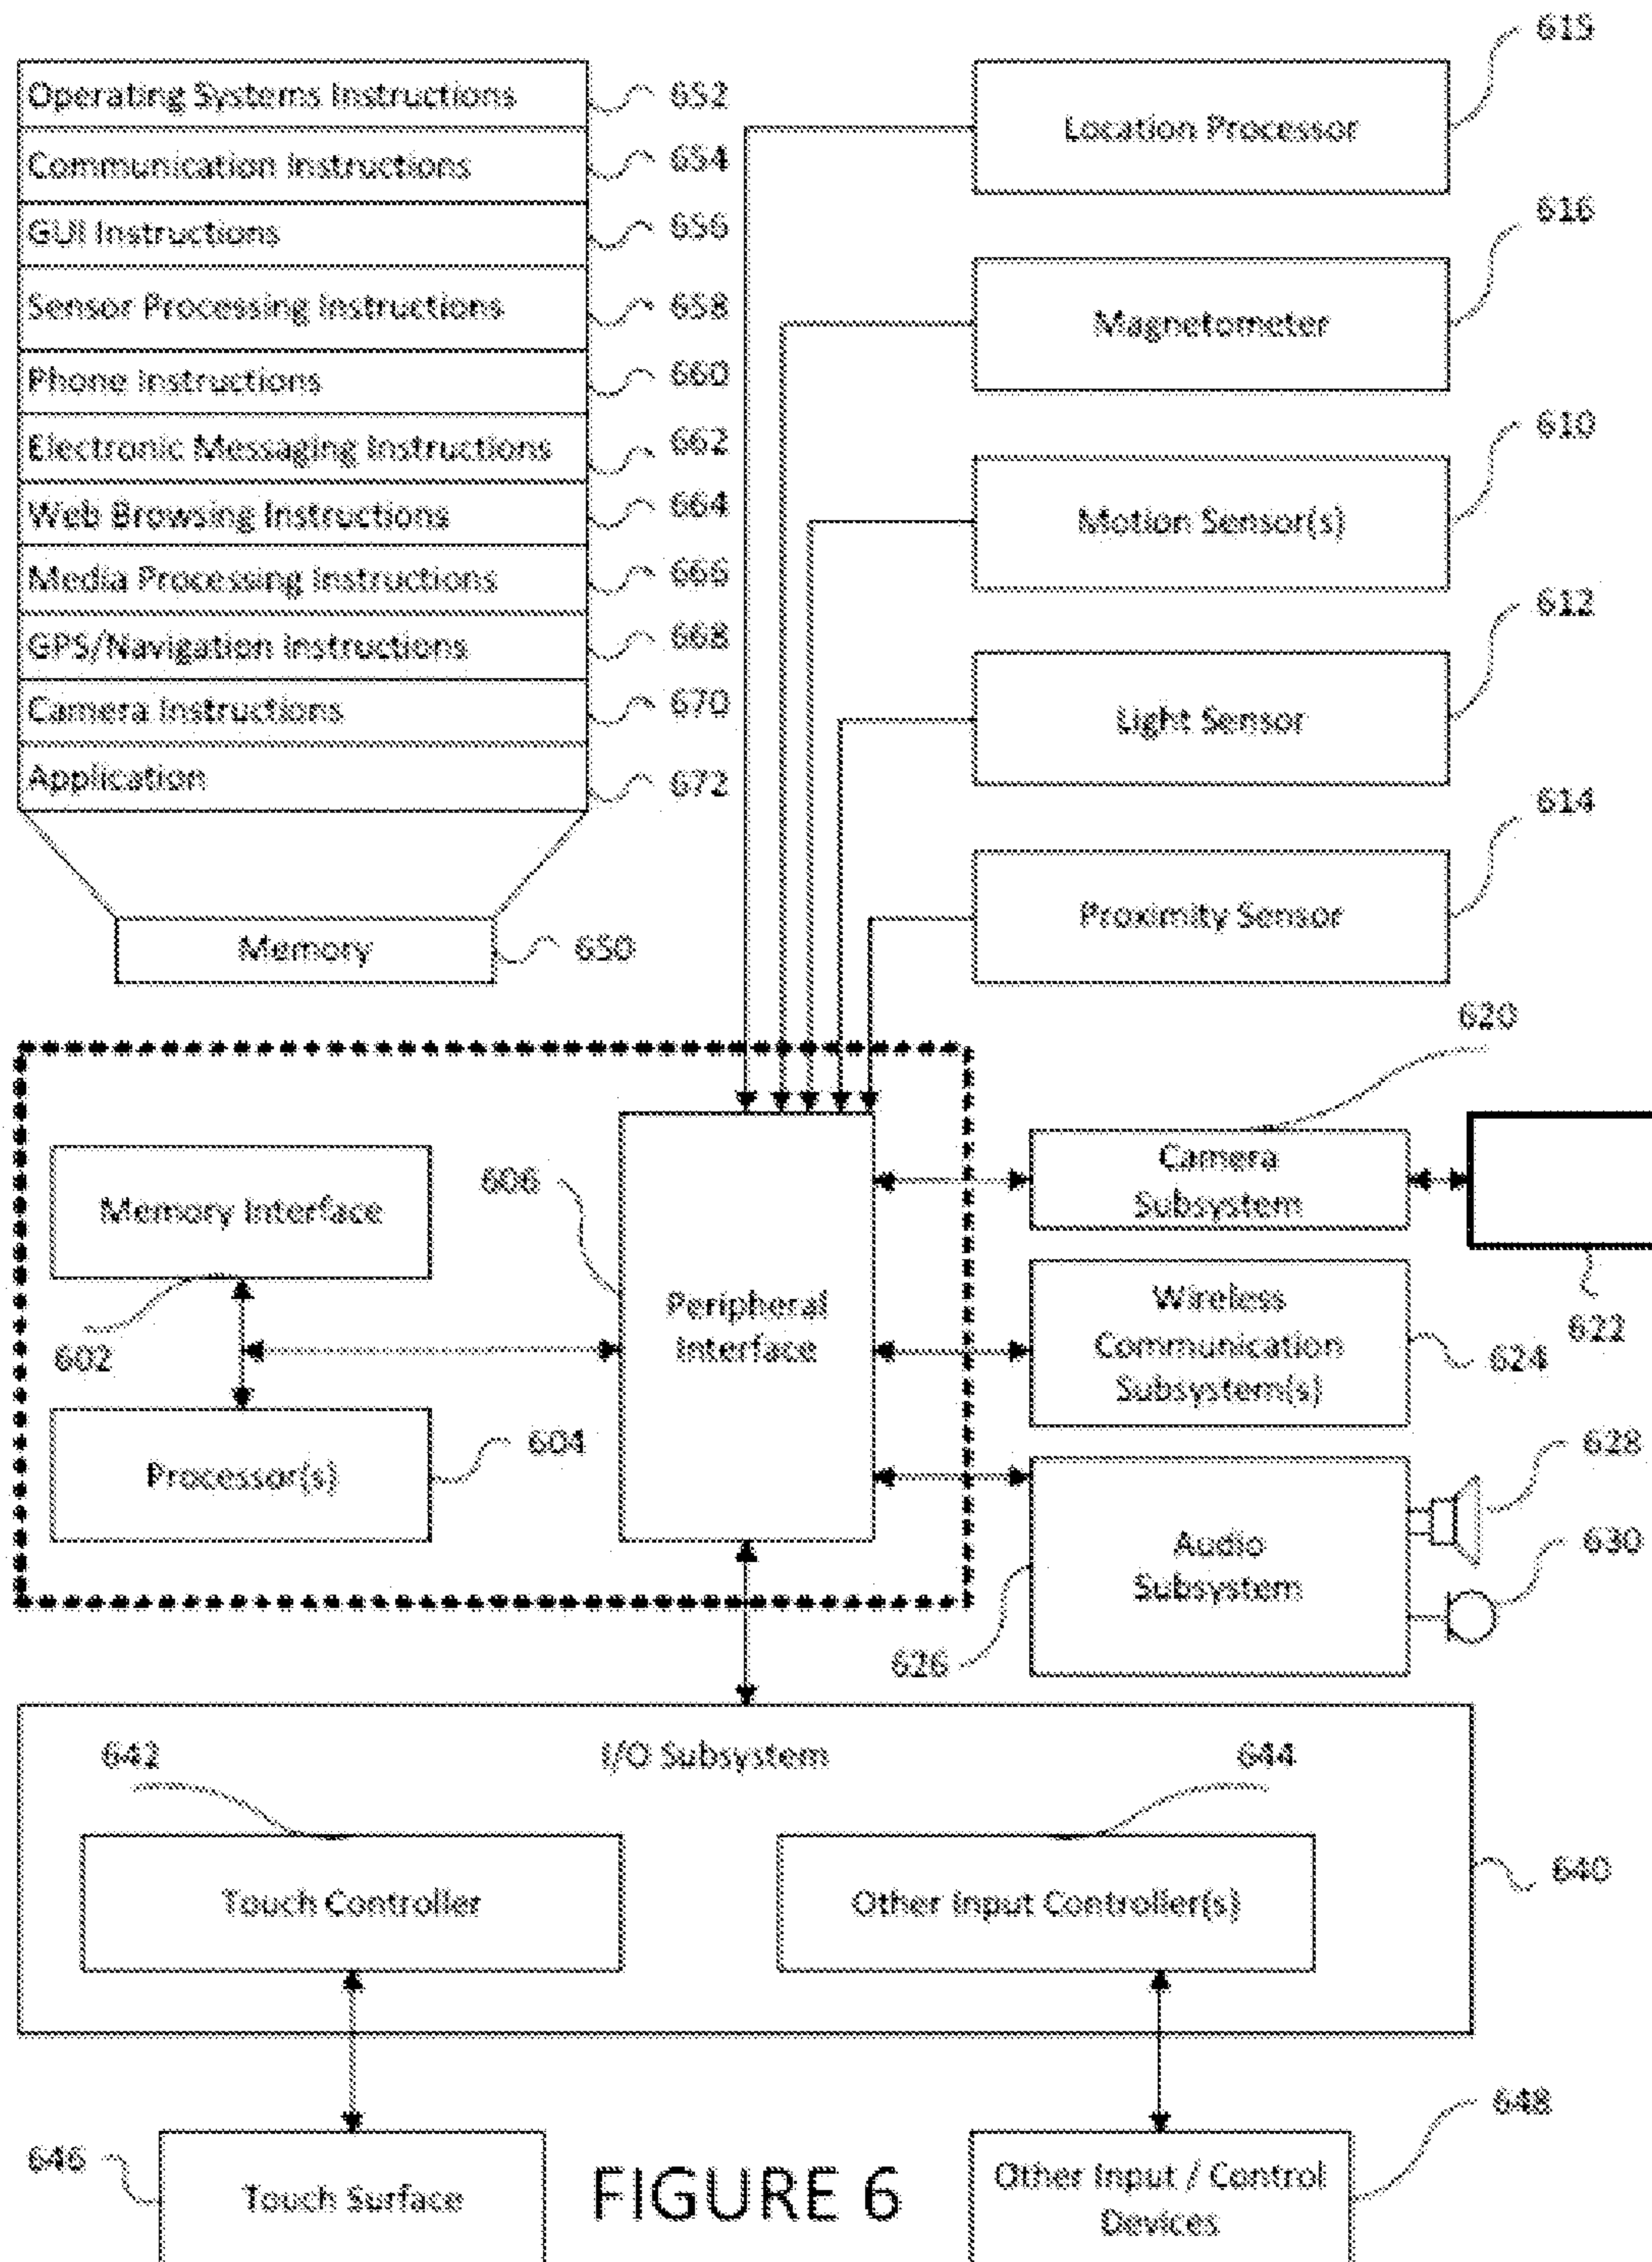 Operating Systems Instructions
652
Communication Instructions
654
GUI Instructions
656
Sensor Processing Instructions
658
Phone Instructions
660
Electronic Messaging Instructions
662
Web Browsing Instructions
664
Media Processing Instructions
666
GPS/Navigation Instructions
668
Camera Instructions
670
Application
672
Memory
650
615
Location Processor
616
Magnetometer
610
Motion Sensor(s)
612
Light Sensor
614
Proximity Sensor
620
Memory Interface
602
606
Peripheral
Interface
Processor(s)
604
Camera
Subsystem
622
Wireless
Communication
Subsystem(s)
624
628
630
Audio
Subsystem
626
I/O Subsystem
642
644
Touch Controller
Other Input Controller(s)
640
646
Touch Surface
648
Other Input / Control
Devices
FIGURE 6